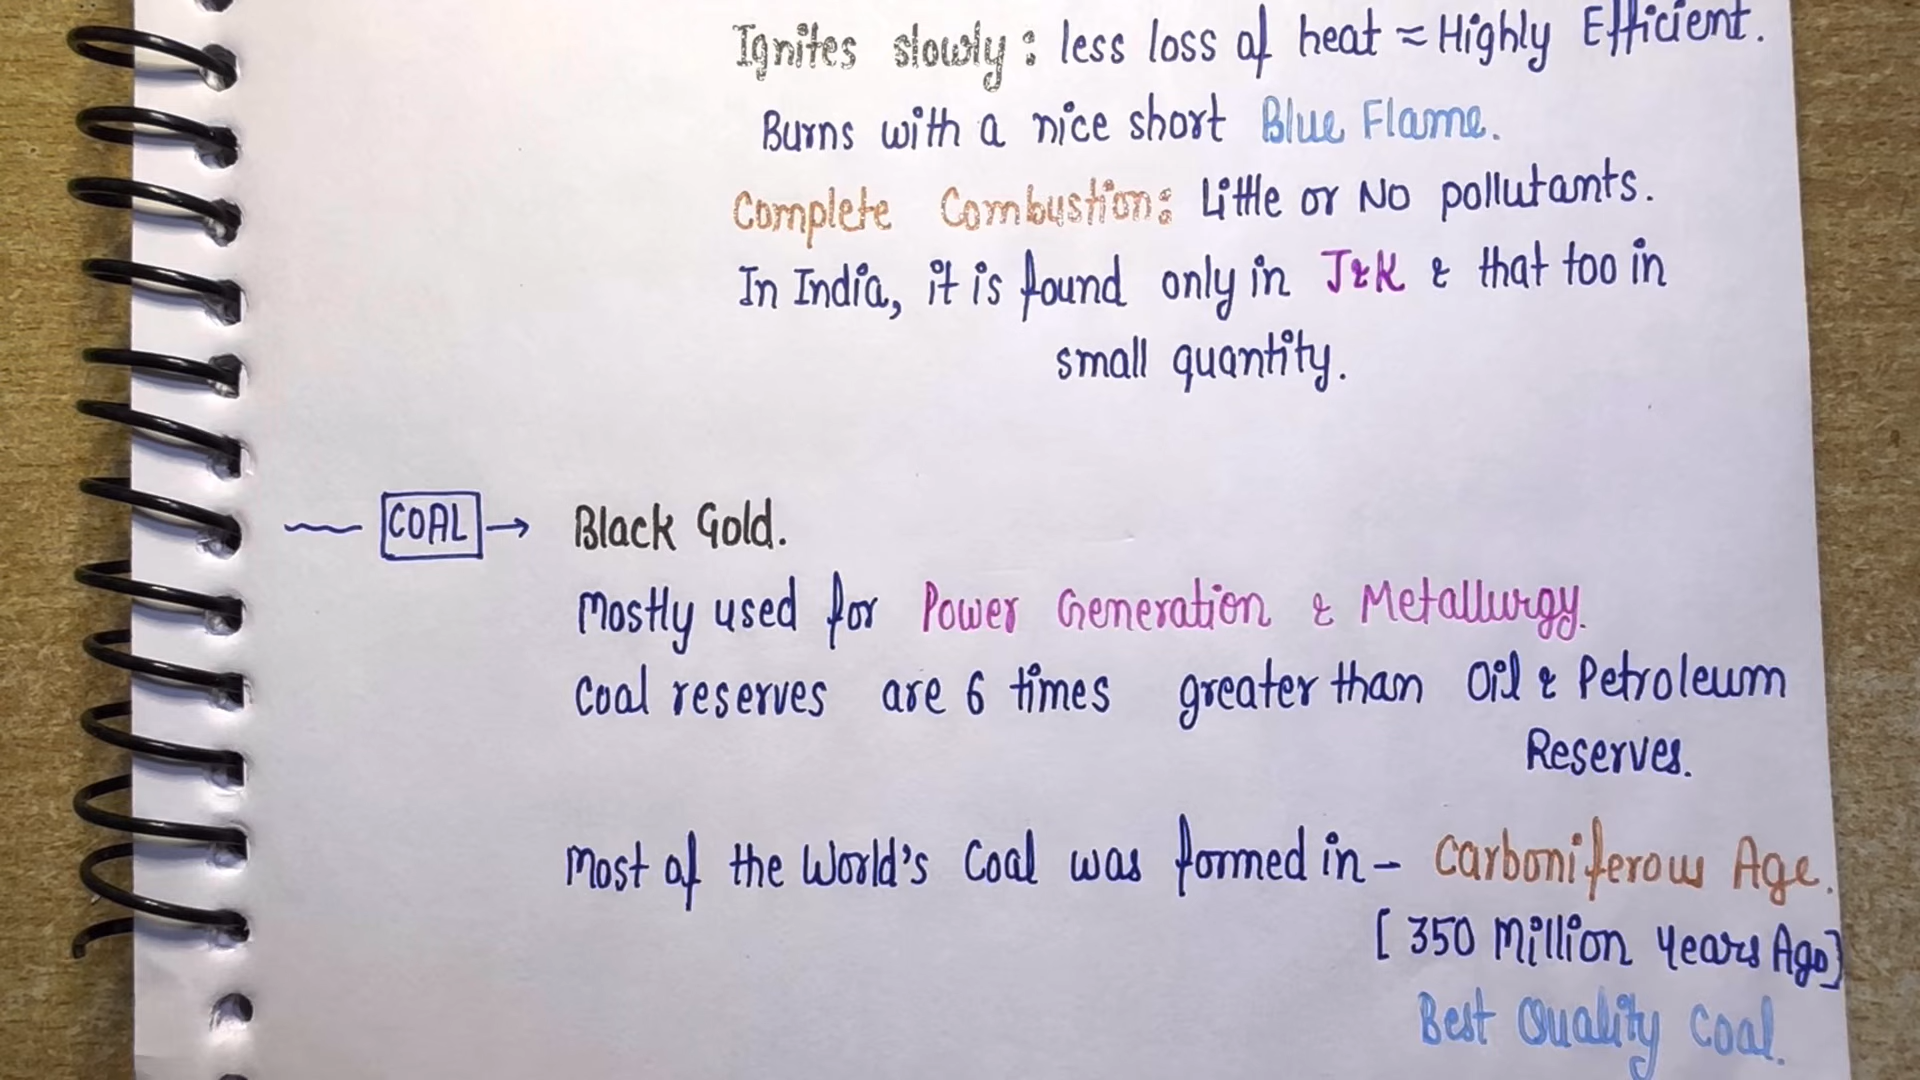 Ignites slowly: less loss of heat = Highly Efficient.
Burns with a nice short Blue Flame.
Complete Combustion: Little or No pollutants.
In India, it is found only in J&K & that too in
small quantity.
COAL → Black Gold.
Mostly used for Power Generation & Metallurgy.
Coal reserves are 6 times greater than Oil & Petroleum
Reserves.
Most of the World's Coal was formed in - Carboniferous Age.
[350 Million Years Ago]
Best Quality Coal.